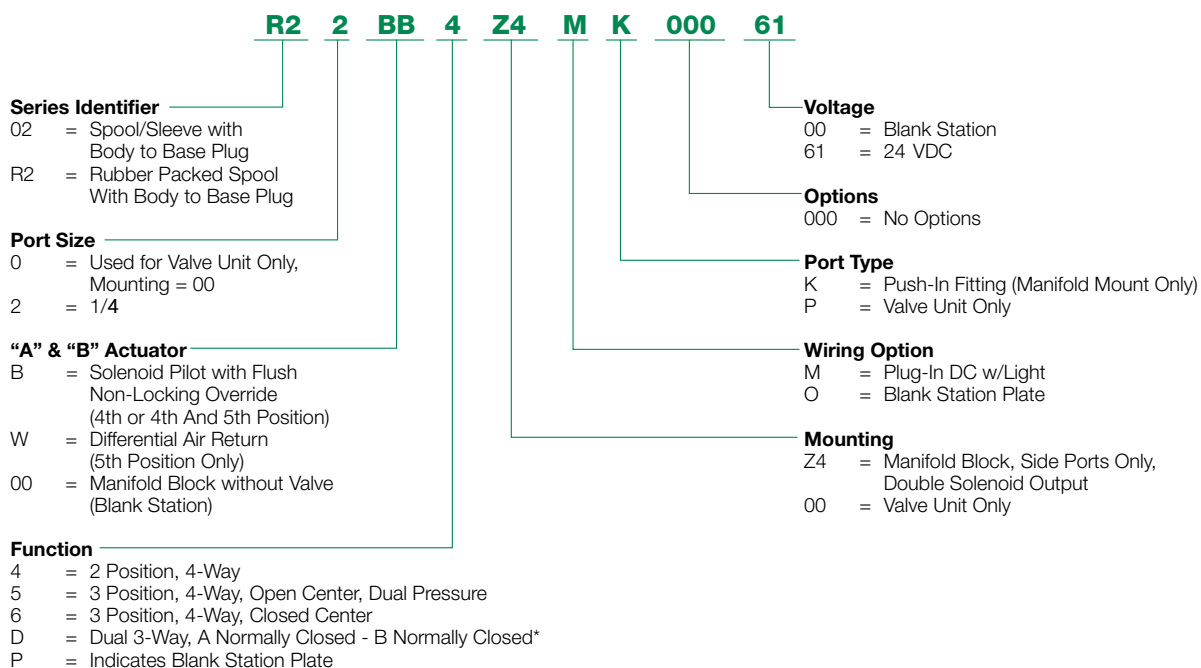 R2 2 BB 4 Z4 M K 000 61
Series Identifier
02 = Spool/Sleeve with
Body to Base Plug
R2 = Rubber Packed Spool
With Body to Base Plug
Port Size
0 = Used for Valve Unit Only,
Mounting = 00
2 = 1/4
“A” & “B” Actuator
B = Solenoid Pilot with Flush
Non-Locking Override
(4th or 4th And 5th Position)
W = Differential Air Return
(5th Position Only)
00 = Manifold Block without Valve
(Blank Station)
Function
4 = 2 Position, 4-Way
5 = 3 Position, 4-Way, Open Center, Dual Pressure
6 = 3 Position, 4-Way, Closed Center
D = Dual 3-Way, A Normally Closed - B Normally Closed*
P = Indicates Blank Station Plate
Voltage
00 = Blank Station
61 = 24 VDC
Options
000 = No Options
Port Type
K = Push-In Fitting (Manifold Mount Only)
P = Valve Unit Only
Wiring Option
M = Plug-In DC w/Light
O = Blank Station Plate
Mounting
Z4 = Manifold Block, Side Ports Only,
Double Solenoid Output
00 = Valve Unit Only